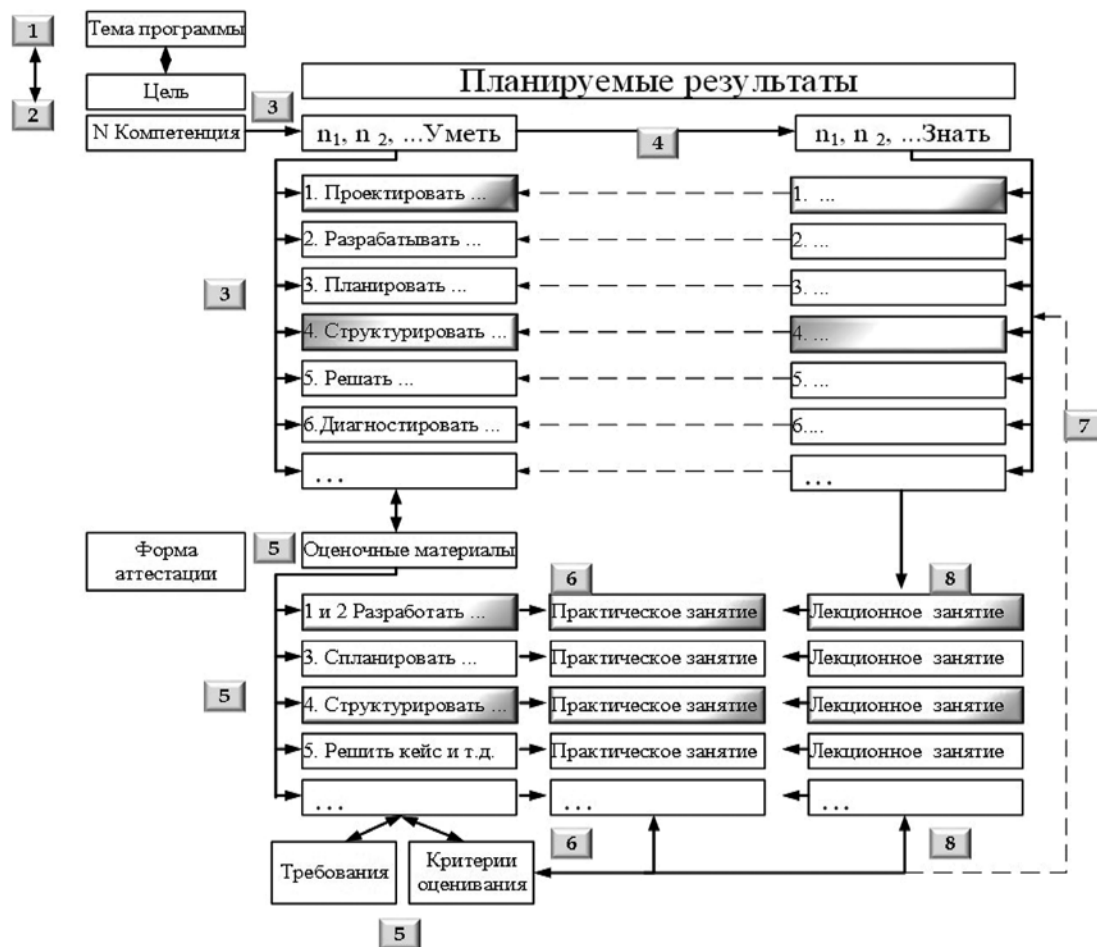 1
Тема программы
Цель
2
N Компетенция
3
Планируемые результаты
n₁, n ₂, ...Уметь
4
n₁, n ₂, ...Знать
3
1. Проектировать ...
2. Разрабатывать ...
3. Планировать ...
4. Структурировать ...
5. Решать ...
6.Диагностировать ...
...
1. ...
2. ...
3. ...
4. ...
5. ...
6....
...
7
Форма
аттестации
5
Оценочные материалы
5
1 и 2 Разработать ...
3. Спланировать ...
4. Структурировать ...
5. Решить кейс и т.д.
...
6
Практическое занятие
Практическое занятие
Практическое занятие
Практическое занятие
...
8
Лекционное занятие
Лекционное занятие
Лекционное занятие
Лекционное занятие
...
Требования
Критерии
оценивания
6
8
5